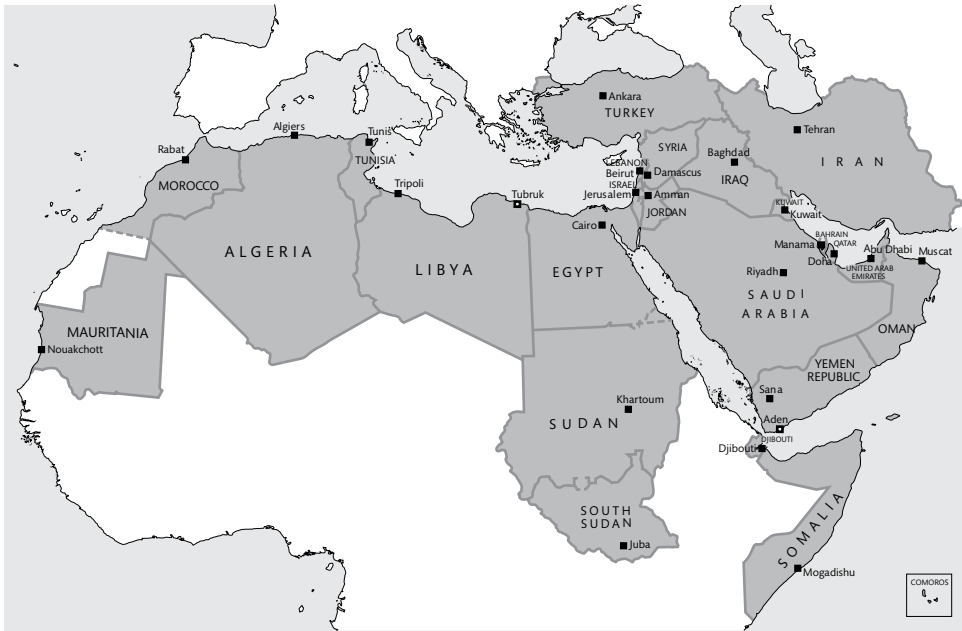 Ankara
TURKEY
Tehran
IRAN
Algiers
Tunis
TUNISIA
Rabat
MOROCCO
SYRIA
Baghdad
IRAQ
LEBANON
Beirut
Damascus
ISRAEL
Jerusalem
Amman
JORDAN
Tripoli
Tubruk
Cairo
KUWAIT
Kuwait
ALGERIA
LIBYA
EGYPT
BAHRAIN
Manama
QATAR
Doha
Abu Dhabi
Muscat
UNITED ARAB
EMIRATES
Riyadh
SAUDI
ARABIA
OMAN
MAURITANIA
Nouakchott
YEMEN
REPUBLIC
Sana
Aden
Khartoum
SUDAN
DJIBOUTI
Djibouti
SOUTH
SUDAN
Juba
SOMALIA
Mogadishu
COMOROS